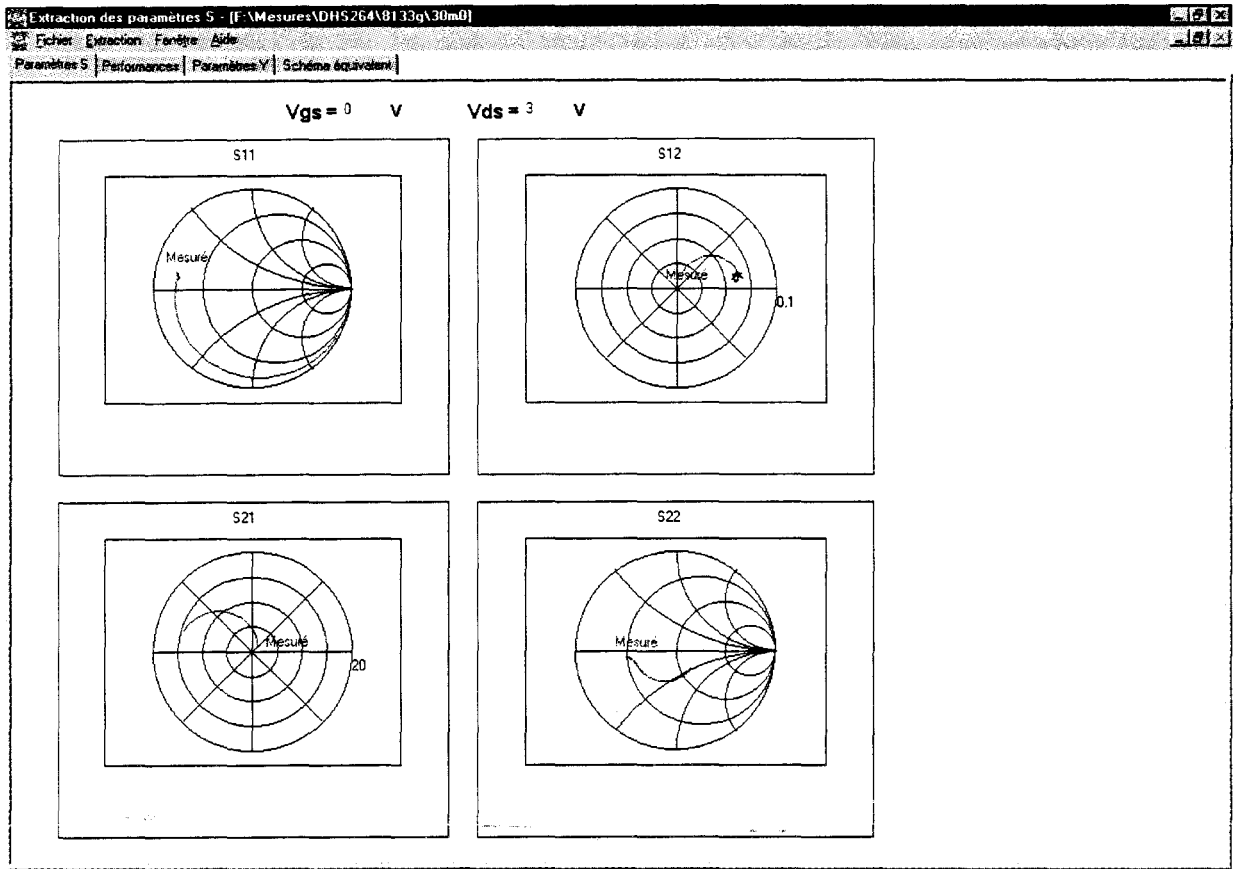 Extraction des paramètres S - [F:\Mesures\DHS264\8133q\30m0]
Fichier Extraction Fenêtre Aide
Paramètres S Performances Paramètres Y Schéma équivalent
Vgs = 0 V Vds = 3 V
S11
S12
Mesuré
Mesuré
0.1
S21
S22
Mesuré
Mesuré
20